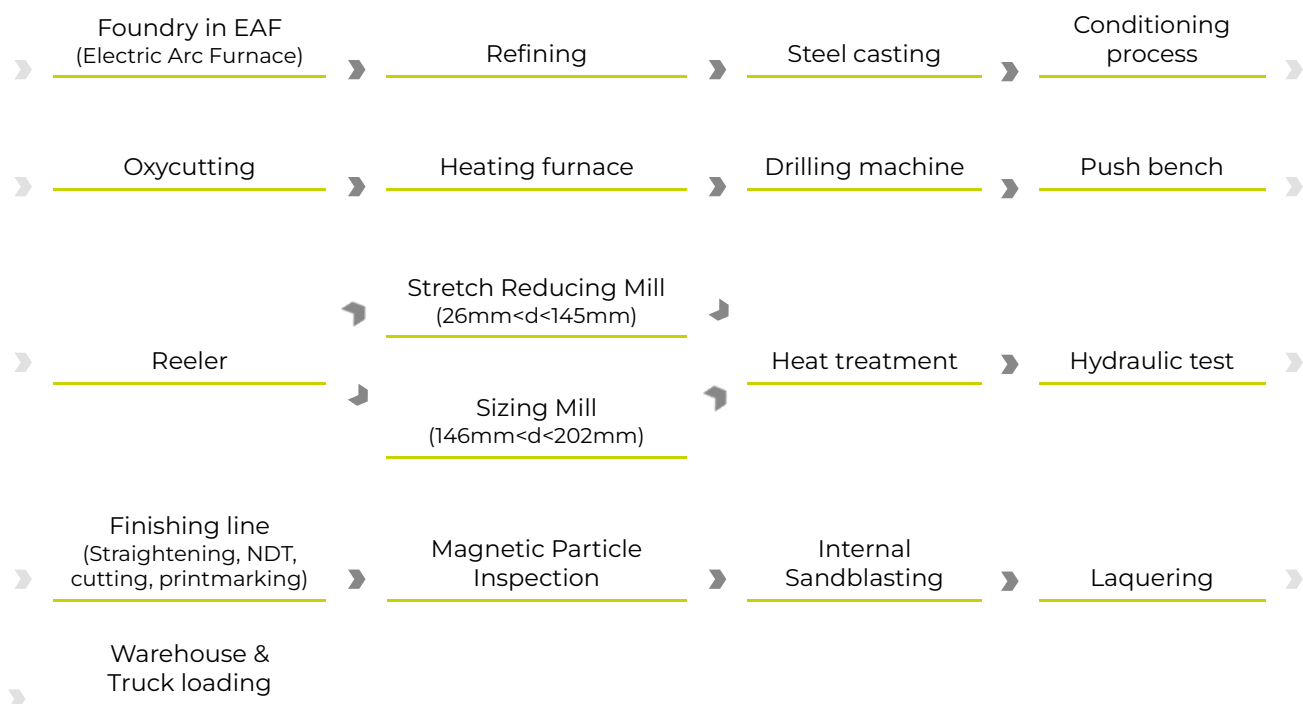 Foundry in EAF
(Electric Arc Furnace)
Refining
Steel casting
Conditioning
process
Oxycutting
Heating furnace
Drilling machine
Push bench
Reeler
Stretch Reducing Mill
(26mm<d<145mm)
Sizing Mill
(146mm<d<202mm)
Heat treatment
Hydraulic test
Finishing line
(Straightening, NDT,
cutting, printmarking)
Magnetic Particle
Inspection
Internal
Sandblasting
Laquering
Warehouse &
Truck loading